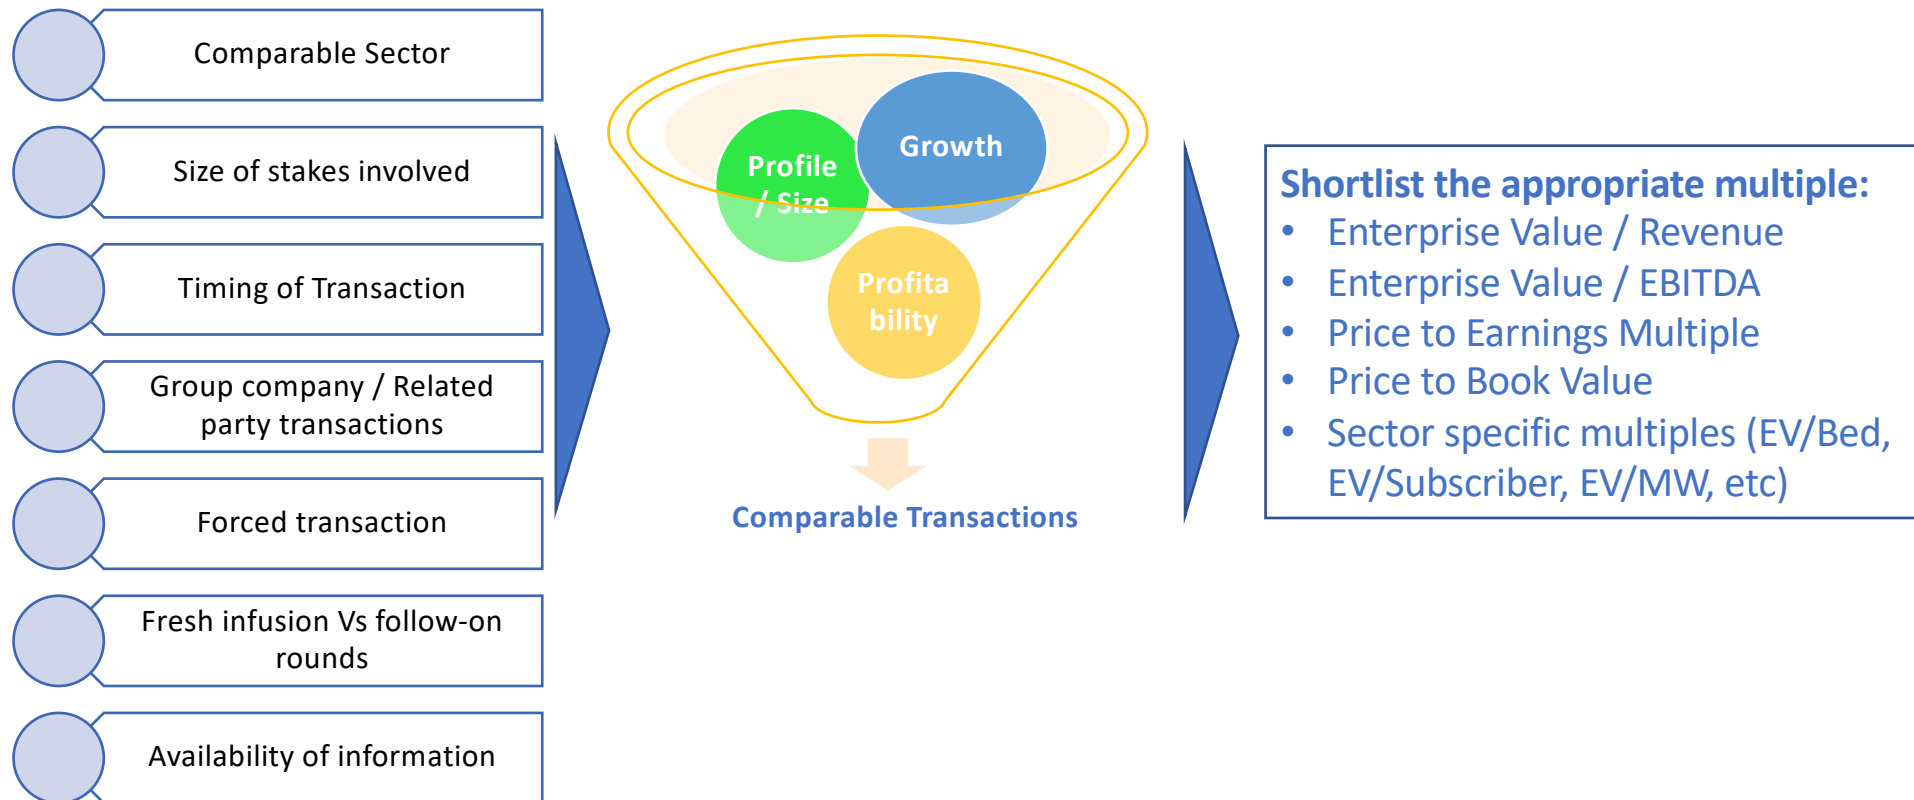 Comparable Sector
Size of stakes involved
Timing of Transaction
Group company / Related
party transactions
Forced transaction
Fresh infusion Vs follow-on
rounds
Availability of information
Profile
/ Size
Growth
Profita
bility
Comparable Transactions
Shortlist the appropriate multiple:
• Enterprise Value / Revenue
• Enterprise Value / EBITDA
• Price to Earnings Multiple
• Price to Book Value
• Sector specific multiples (EV/Bed,
EV/Subscriber, EV/MW, etc)